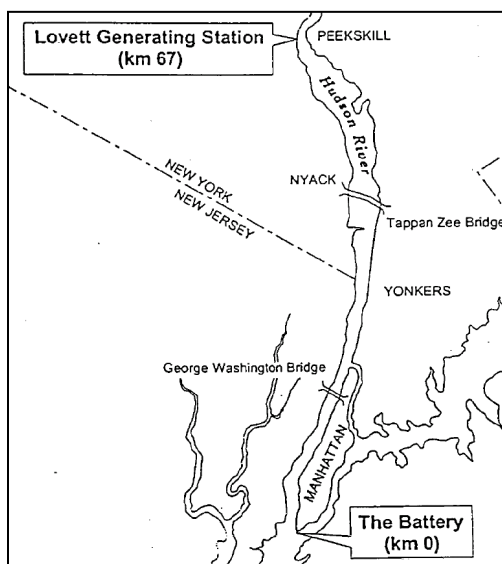 Lovett Generating Station
(km 67)
PEEKSKILL
Hudson River
NYACK
NEW YORK
NEW JERSEY
Tappan Zee Bridge
YONKERS
George Washington Bridge
MANHATTAN
The Battery
(km 0)